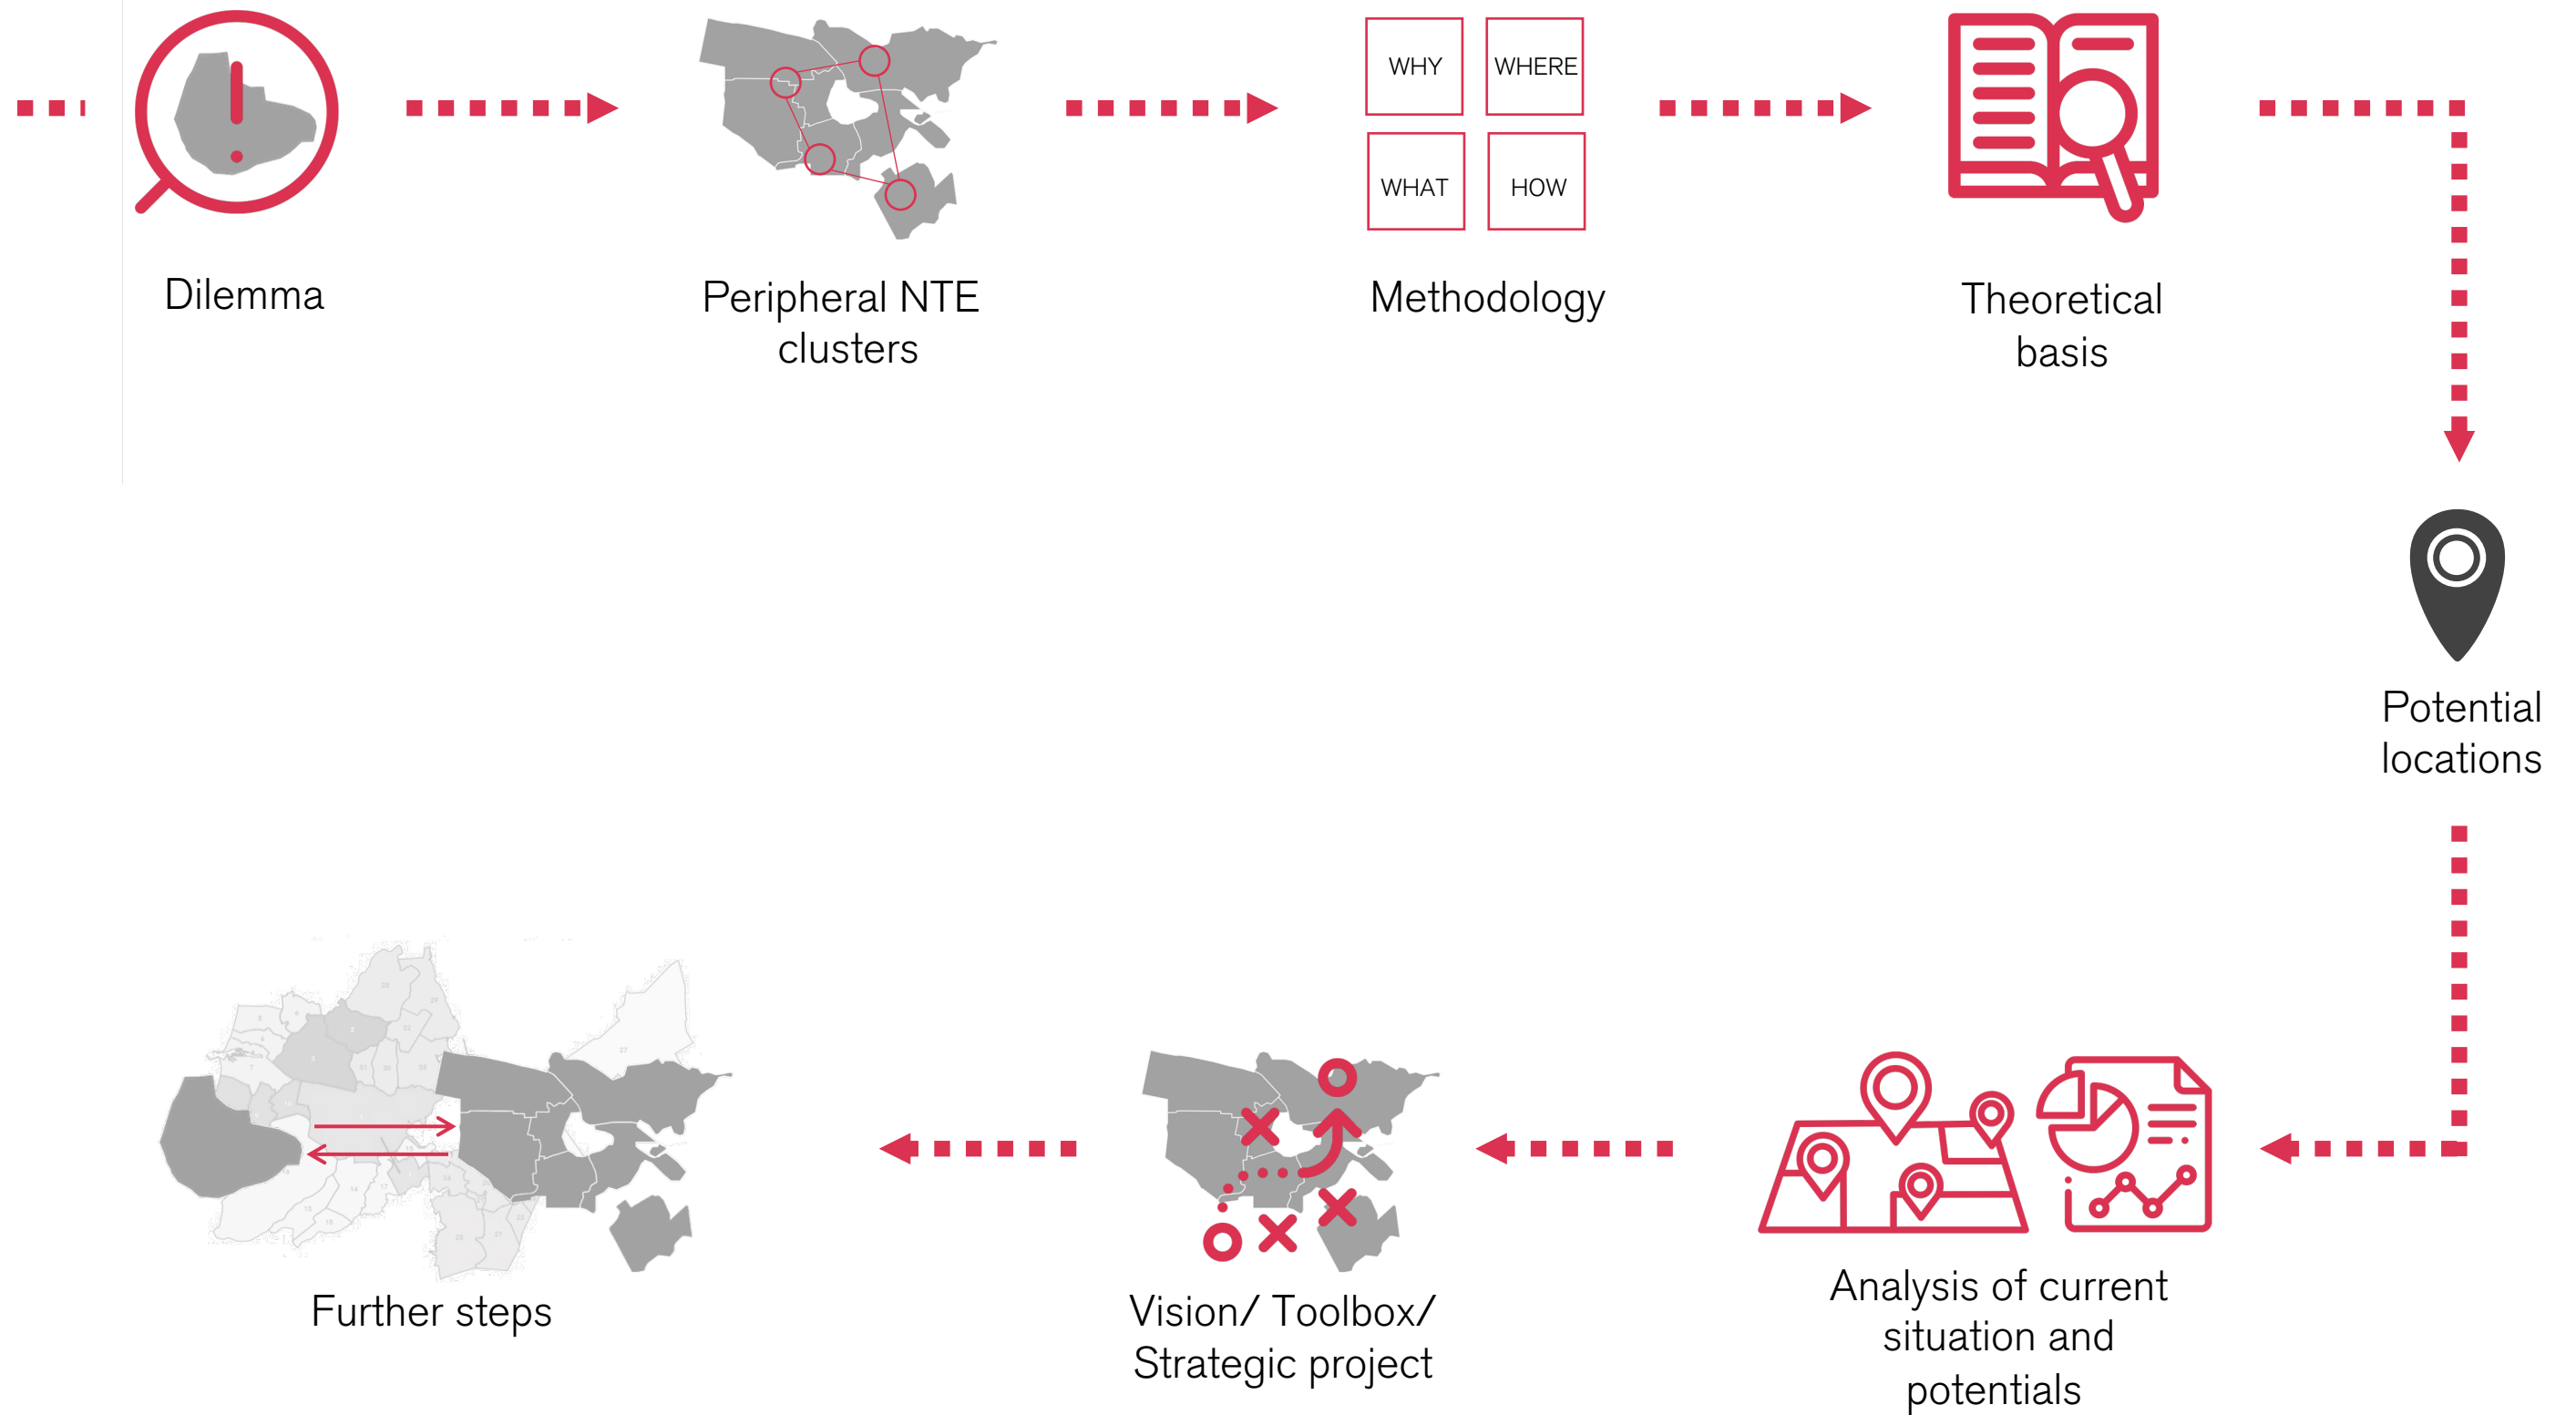 WHY
WHERE
WHAT
HOW
Dilemma
Peripheral NTE
clusters
Methodology
Theoretical
basis
Potential
locations
Analysis of current
situation and
potentials
Vision/ Toolbox/
Strategic project
Further steps